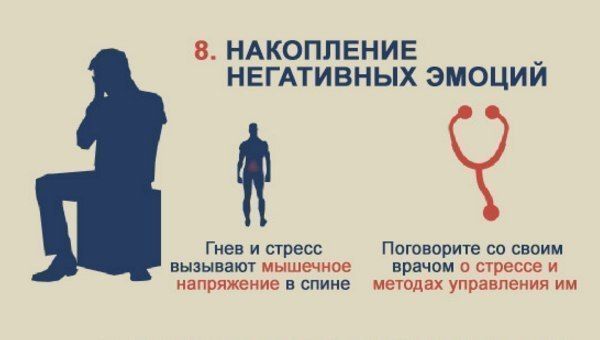 8. НАКОПЛЕНИЕ
НЕГАТИВНЫХ ЭМОЦИЙ
Гнев и стресс
вызывают мышечное
напряжение в спине
Поговорите со своим
врачом о стрессе и
методах управления им